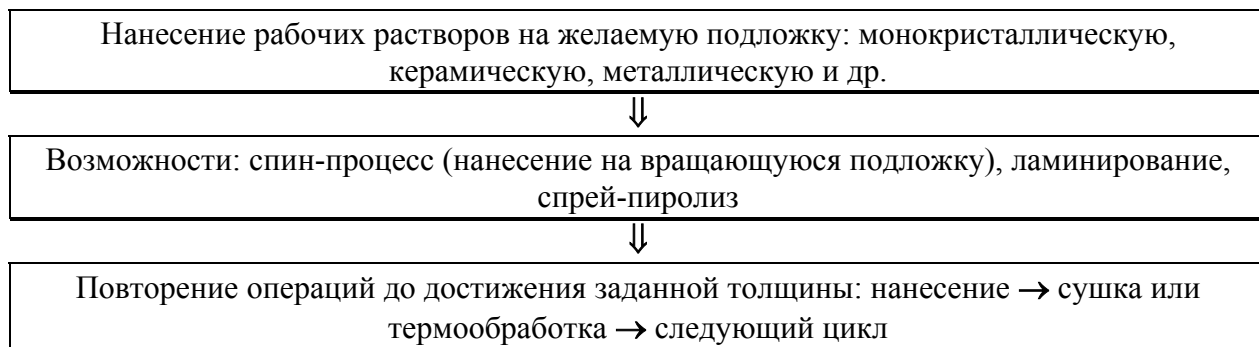 Нанесение рабочих растворов на желаемую подложку: монокристаллическую,
керамическую, металлическую и др.
⇓
Возможности: спин-процесс (нанесение на вращающуюся подложку), ламинирование,
спрей-пиролиз
⇓
Повторение операций до достижения заданной толщины: нанесение → сушка или
термообработка → следующий цикл